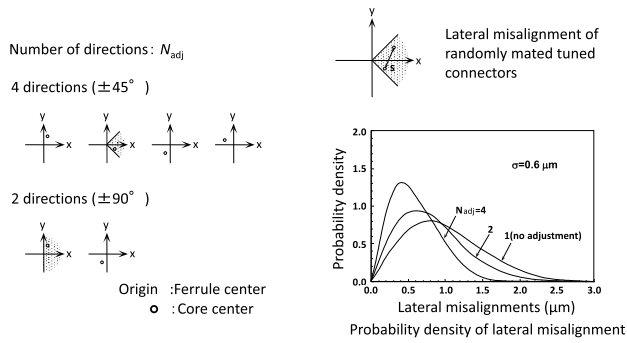 Number of directions: Nadj
4 directions (±45° )
y
x
y
x
y
x
y
x
2 directions (±90° )
y
x
y
x
Origin :Ferrule center
: Core center
y
x
s
Lateral misalignment of
randomly mated tuned
connectors
Probability density
2.0
1.5
1.0
0.5
0.0
σ=0.6 μm
Nadj=4
2
1(no adjustment)
0.0 0.5 1.0 1.5 2.0 2.5 3.0
Lateral misalignments (μm)
Probability density of lateral misalignment